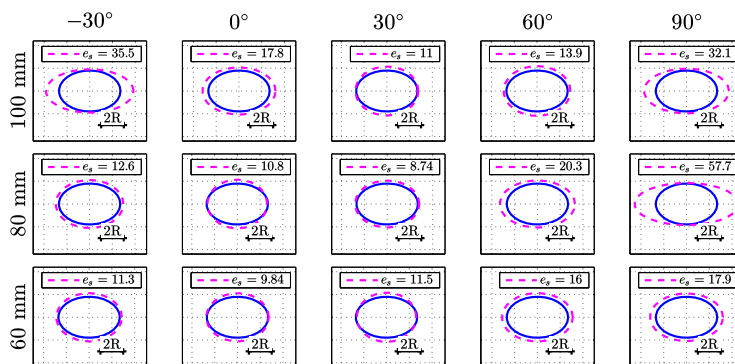 −30° 0° 30° 60° 90°
100 mm
e_s = 35.5 e_s = 17.8 e_s = 11 e_s = 13.9 e_s = 32.1
2R 2R 2R 2R 2R
80 mm
e_s = 12.6 e_s = 10.8 e_s = 8.74 e_s = 20.3 e_s = 57.7
2R 2R 2R 2R 2R
60 mm
e_s = 11.3 e_s = 9.84 e_s = 11.5 e_s = 16 e_s = 17.9
2R 2R 2R 2R 2R